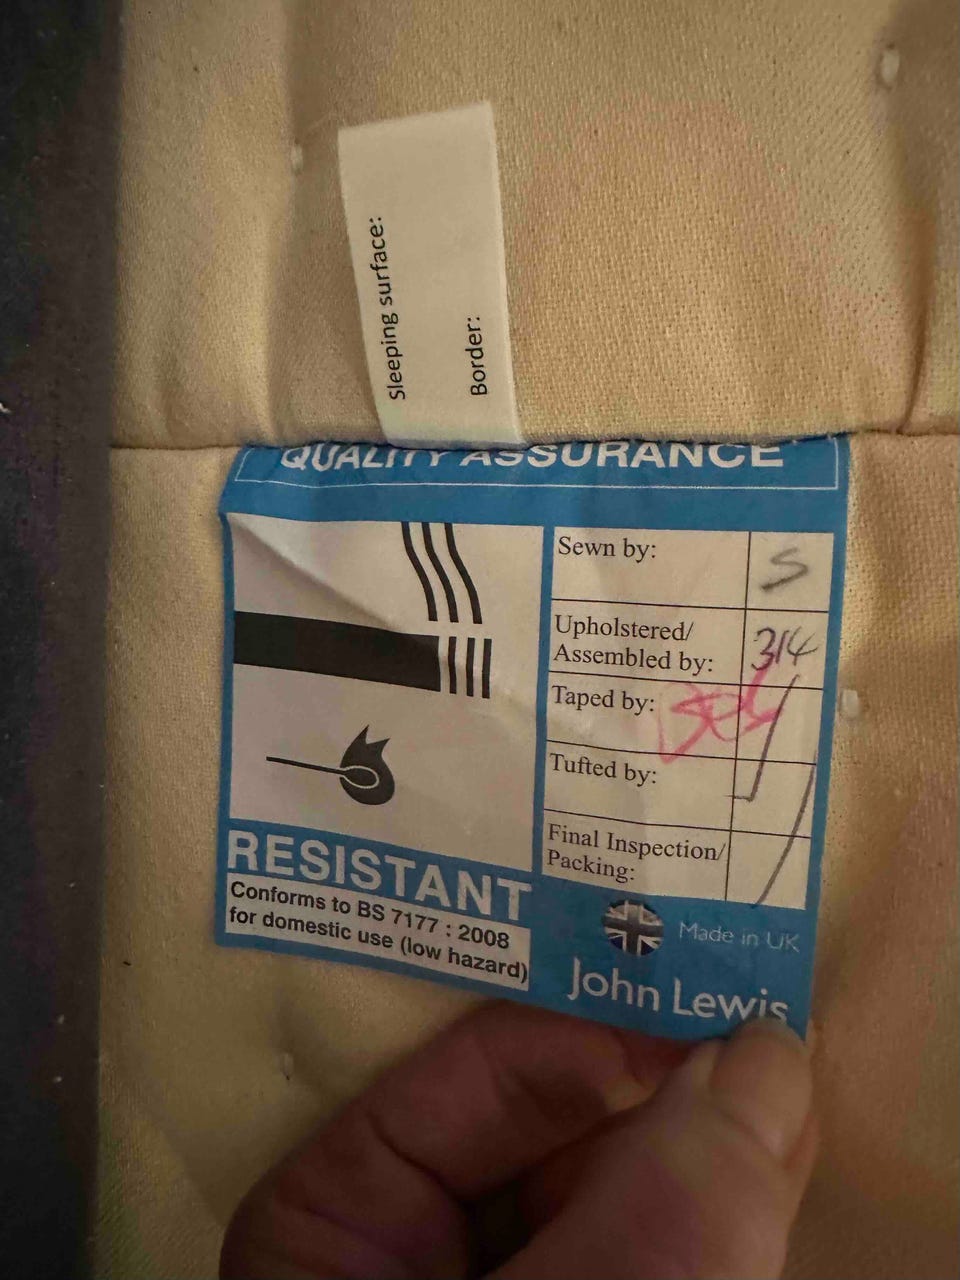 Sleeping surface:
Border:
QUALITY ASSURANCE
Sewn by:
S
Upholstered/
Assembled by:
314
Taped by:
Tufted by:
Final Inspection/
Packing:
RESISTANT
Conforms to BS 7177 : 2008
for domestic use (low hazard)
Made in UK
John Lewis